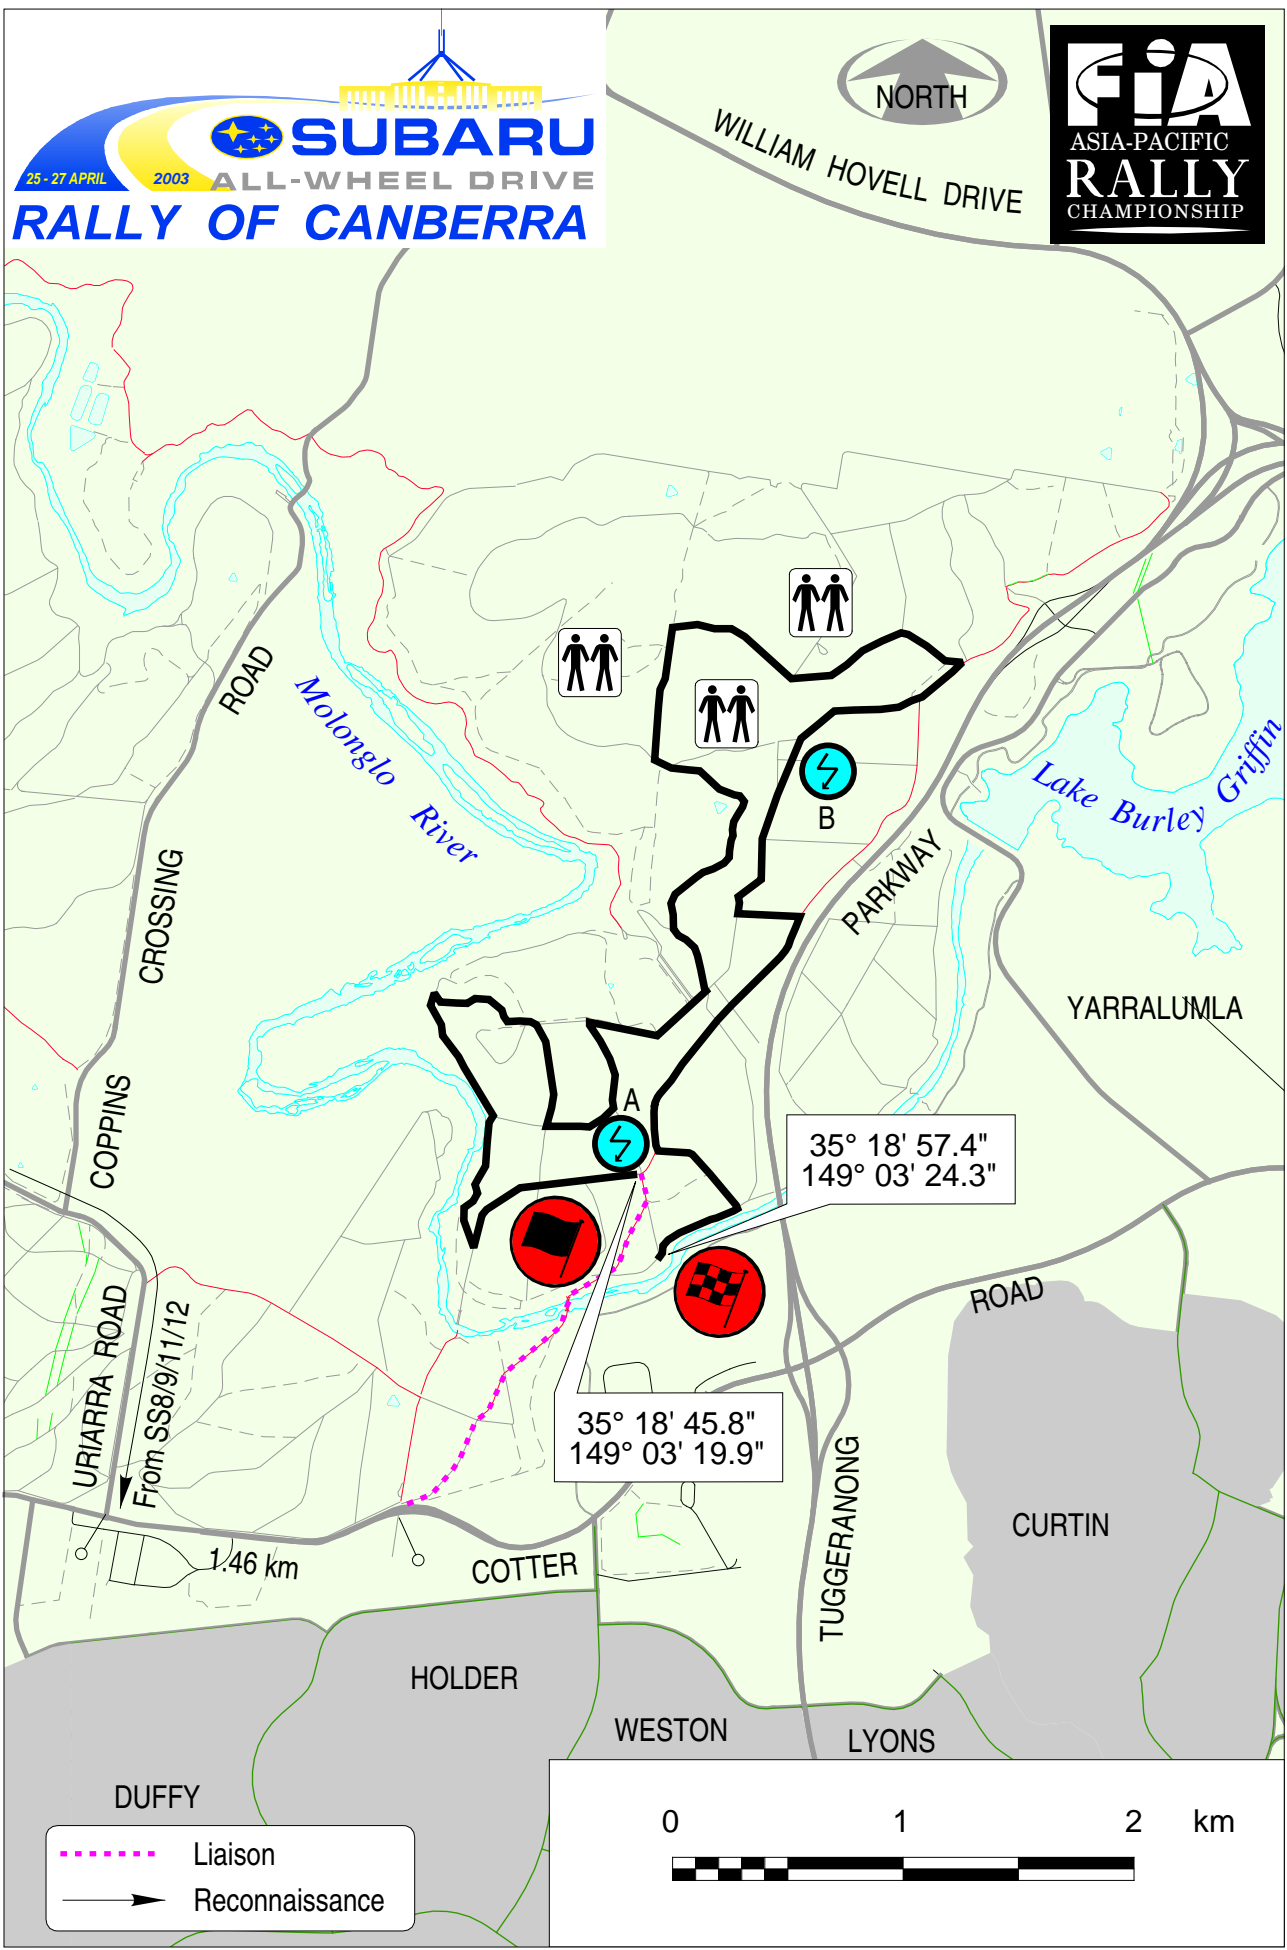 SUBARU
25 - 27 APRIL
2003
ALL-WHEEL DRIVE
RALLY OF CANBERRA
NORTH
FiA
ASIA-PACIFIC
RALLY
CHAMPIONSHIP
WILLIAM HOVELL DRIVE
ROAD
Molonglo
River
CROSSING
COPPINS
B
Lake Burley Griffin
PARKWAY
YARRALUMLA
A
35° 18' 57.4"
149° 03' 24.3"
ROAD
URIARRA ROAD
From SS8/9/11/12
35° 18' 45.8"
149° 03' 19.9"
TUGGERANONG
CURTIN
1.46 km
COTTER
HOLDER
WESTON
LYONS
DUFFY
Liaison
Reconnaissance
0 1 2 km